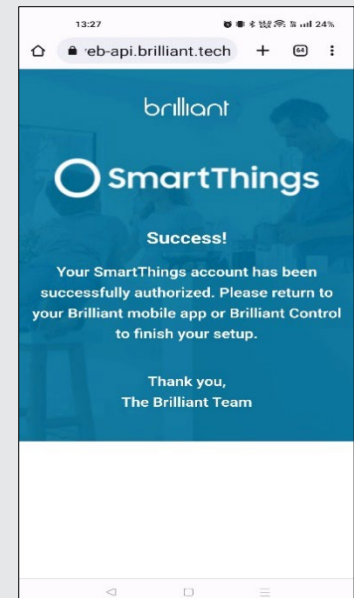 13:27
24%
eb-api.brilliant.tech
64
brilliant
SmartThings
Success!
Your SmartThings account has been
successfully authorized. Please return to
your Brilliant mobile app or Brilliant Control
to finish your setup.
Thank you,
The Brilliant Team